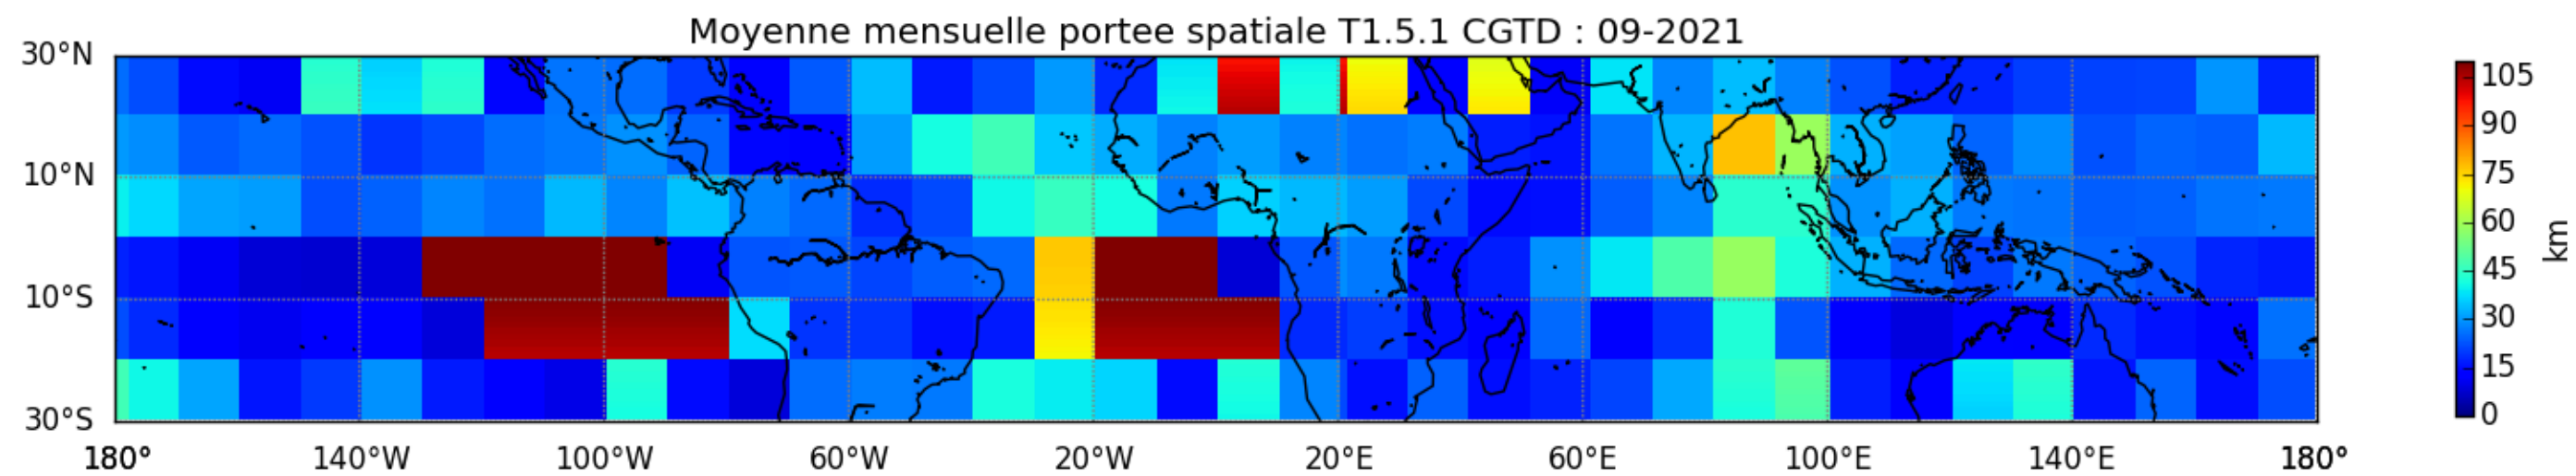 Moyenne mensuelle portee spatiale T1.5.1 CGTD : 09-2021
30°N
10°N
10°S
30°S
180° 140°W 100°W 60°W 20°W 20°E 60°E 100°E 140°E 180°
105
90
75
60
45
30
15
0
km